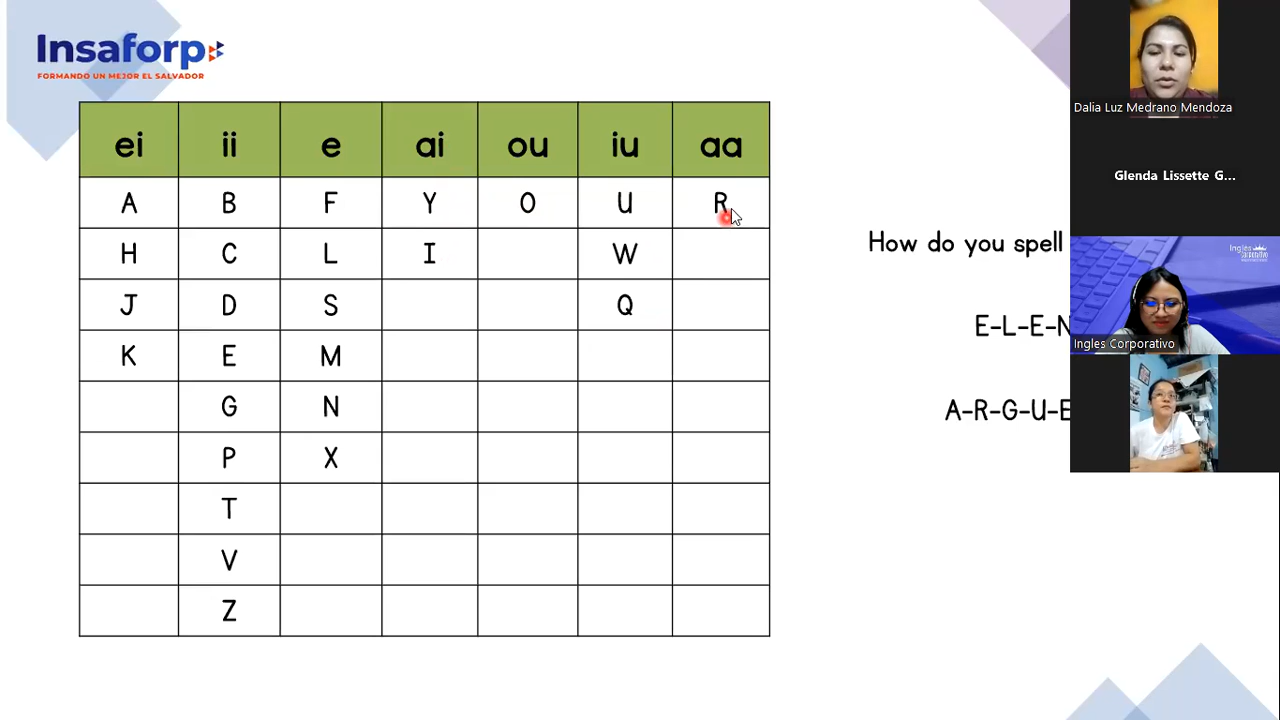 Insaforp
FORMANDO UN MEJOR EL SALVADOR
ei ii e ai ou iu aa
A B F Y O U R
H C L I W
J D S Q
K E M
G N
P X
T
V
Z
How do you spell
E-L-E-N
A-R-G-U-E
Dalia Luz Medrano Mendoza
Glenda Lissette G...
Ingles Corporativo